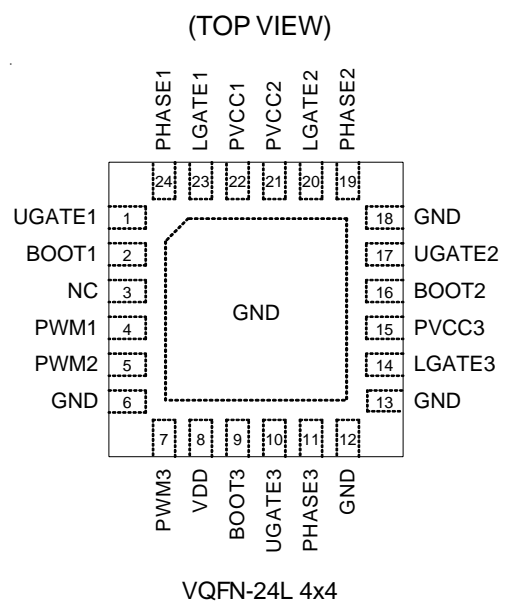 (TOP VIEW)
PHASE1
LGATE1
PVCC1
PVCC2
LGATE2
PHASE2
24
23
22
21
20
19
UGATE1 1
BOOT1 2
NC 3
PWM1 4
PWM2 5
GND 6
GND
18 GND
17 UGATE2
16 BOOT2
15 PVCC3
14 LGATE3
13 GND
7
8
9
10
11
12
PWM3
VDD
BOOT3
UGATE3
PHASE3
GND
VQFN-24L 4x4